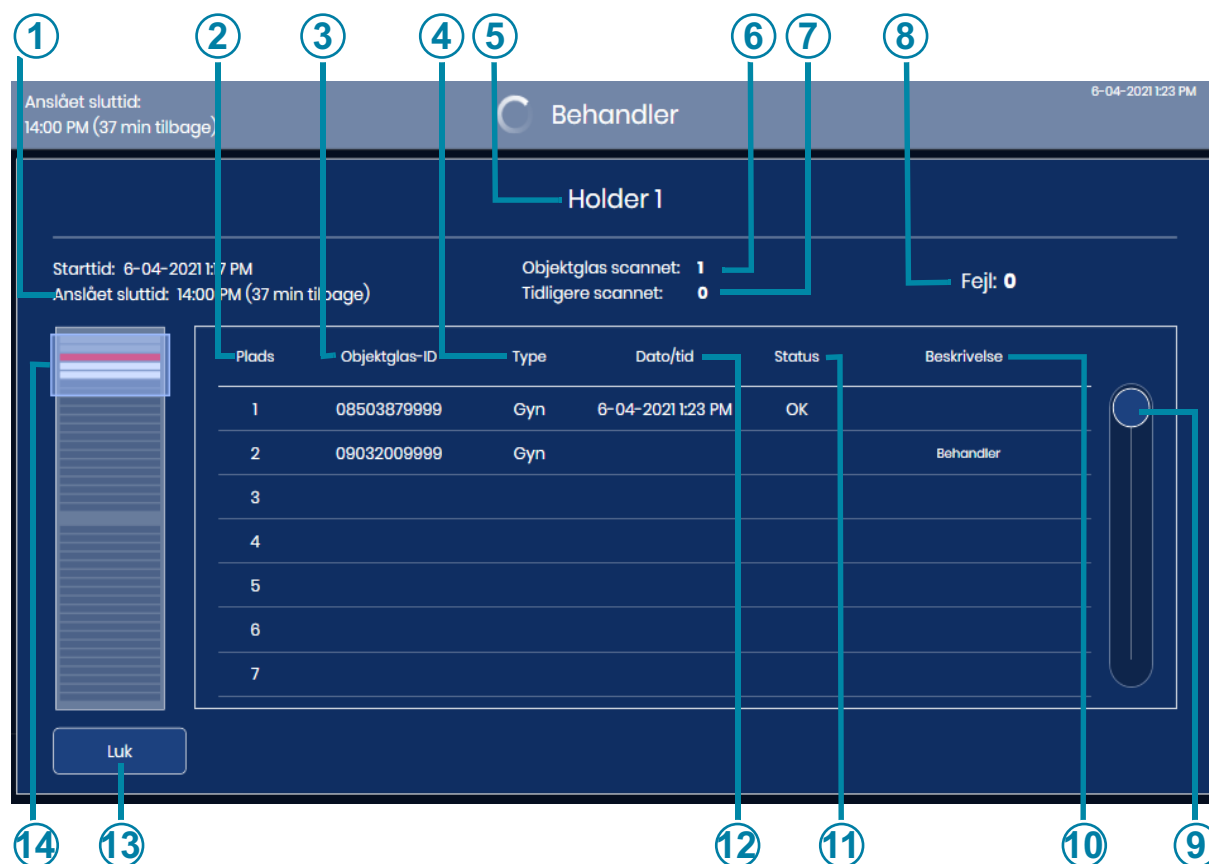 1 2 3 4 5 6 7 8
Anslået sluttid:
14:00 PM (37 min tilbage)
Behandler
6-04-2021 1:23 PM
Holder 1
Starttid: 6-04-2021 1:17 PM
Anslået sluttid: 14:00 PM (37 min tilbage)
Objektglas scannet: 1
Tidligere scannet: 0
Fejl: 0
Plads Objektglas-ID Type Dato/tid Status Beskrivelse
1 08503879999 Gyn 6-04-2021 1:23 PM OK
2 09032009999 Gyn Behandler
3
4
5
6
7
Luk
14 13 12 11 10 9